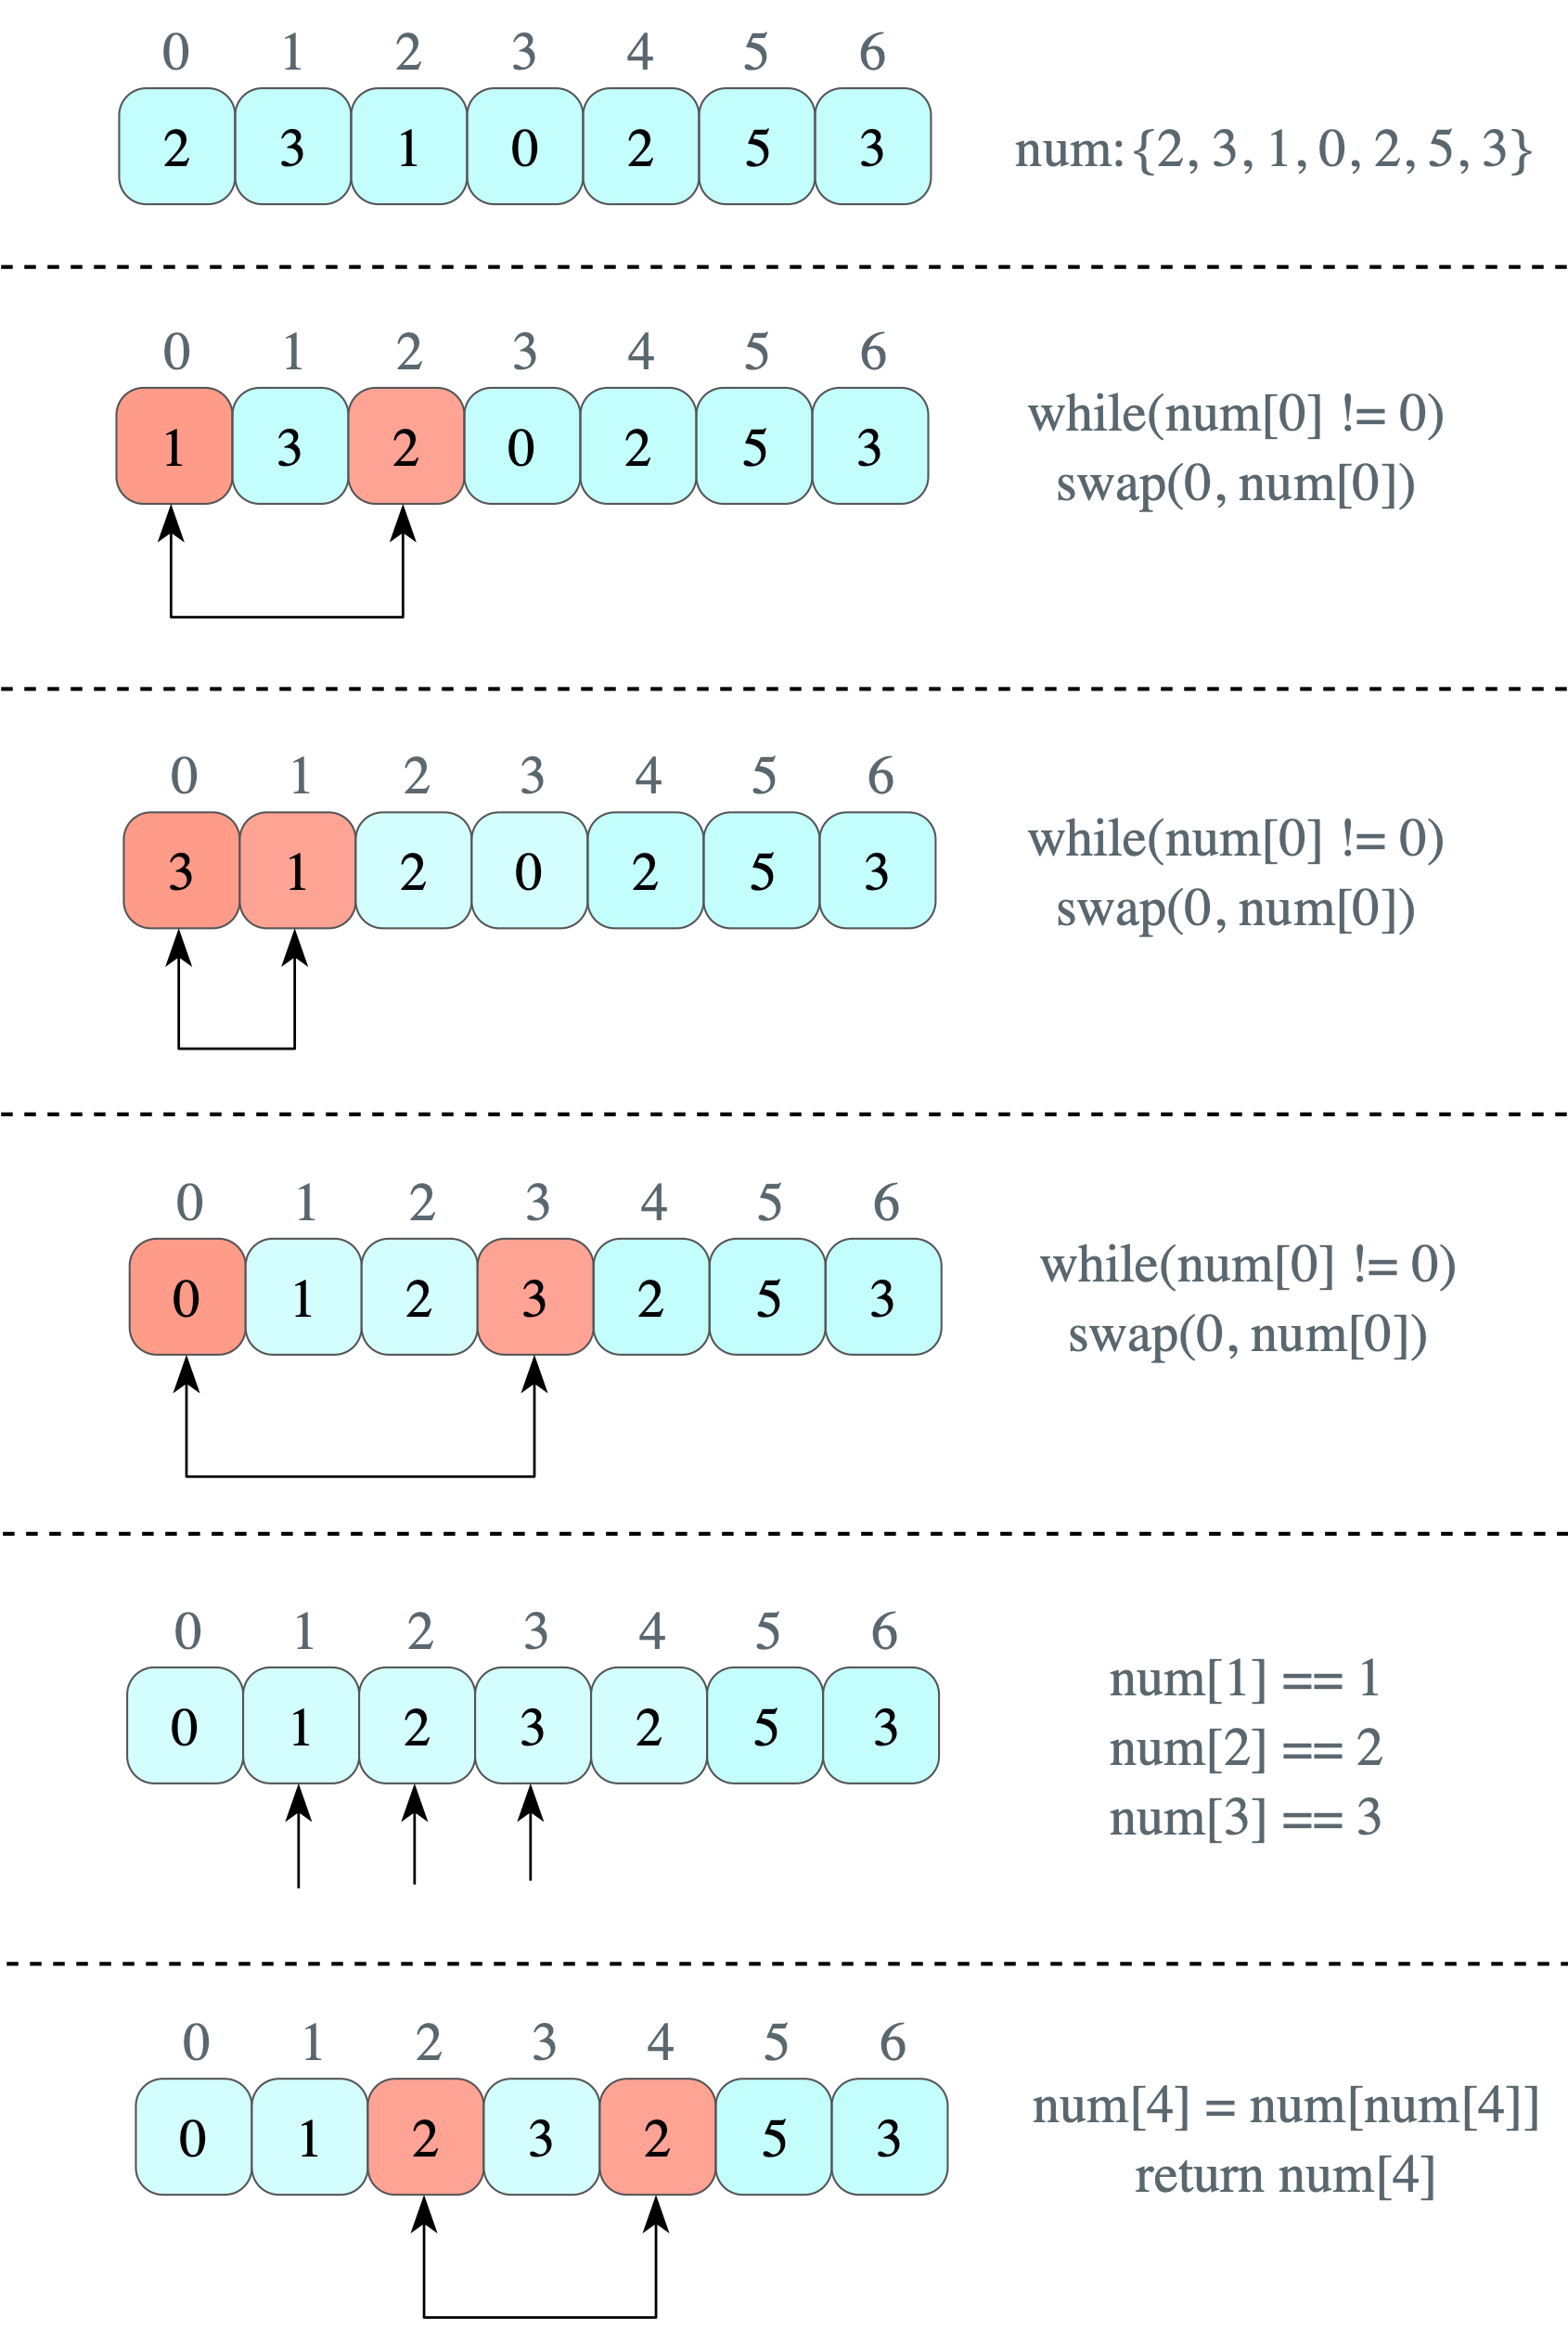 0 1 2 3 4 5 6
2 3 1 0 2 5 3
num:{2, 3, 1, 0, 2, 5, 3}
0 1 2 3 4 5 6
1 3 2 0 2 5 3
while(num[0] != 0)
swap(0, num[0])
0 1 2 3 4 5 6
3 1 2 0 2 5 3
while(num[0] != 0)
swap(0, num[0])
0 1 2 3 4 5 6
0 1 2 3 2 5 3
while(num[0] != 0)
swap(0, num[0])
0 1 2 3 4 5 6
0 1 2 3 2 5 3
num[1] == 1
num[2] == 2
num[3] == 3
0 1 2 3 4 5 6
0 1 2 3 2 5 3
num[4] = num[num[4]]
return num[4]